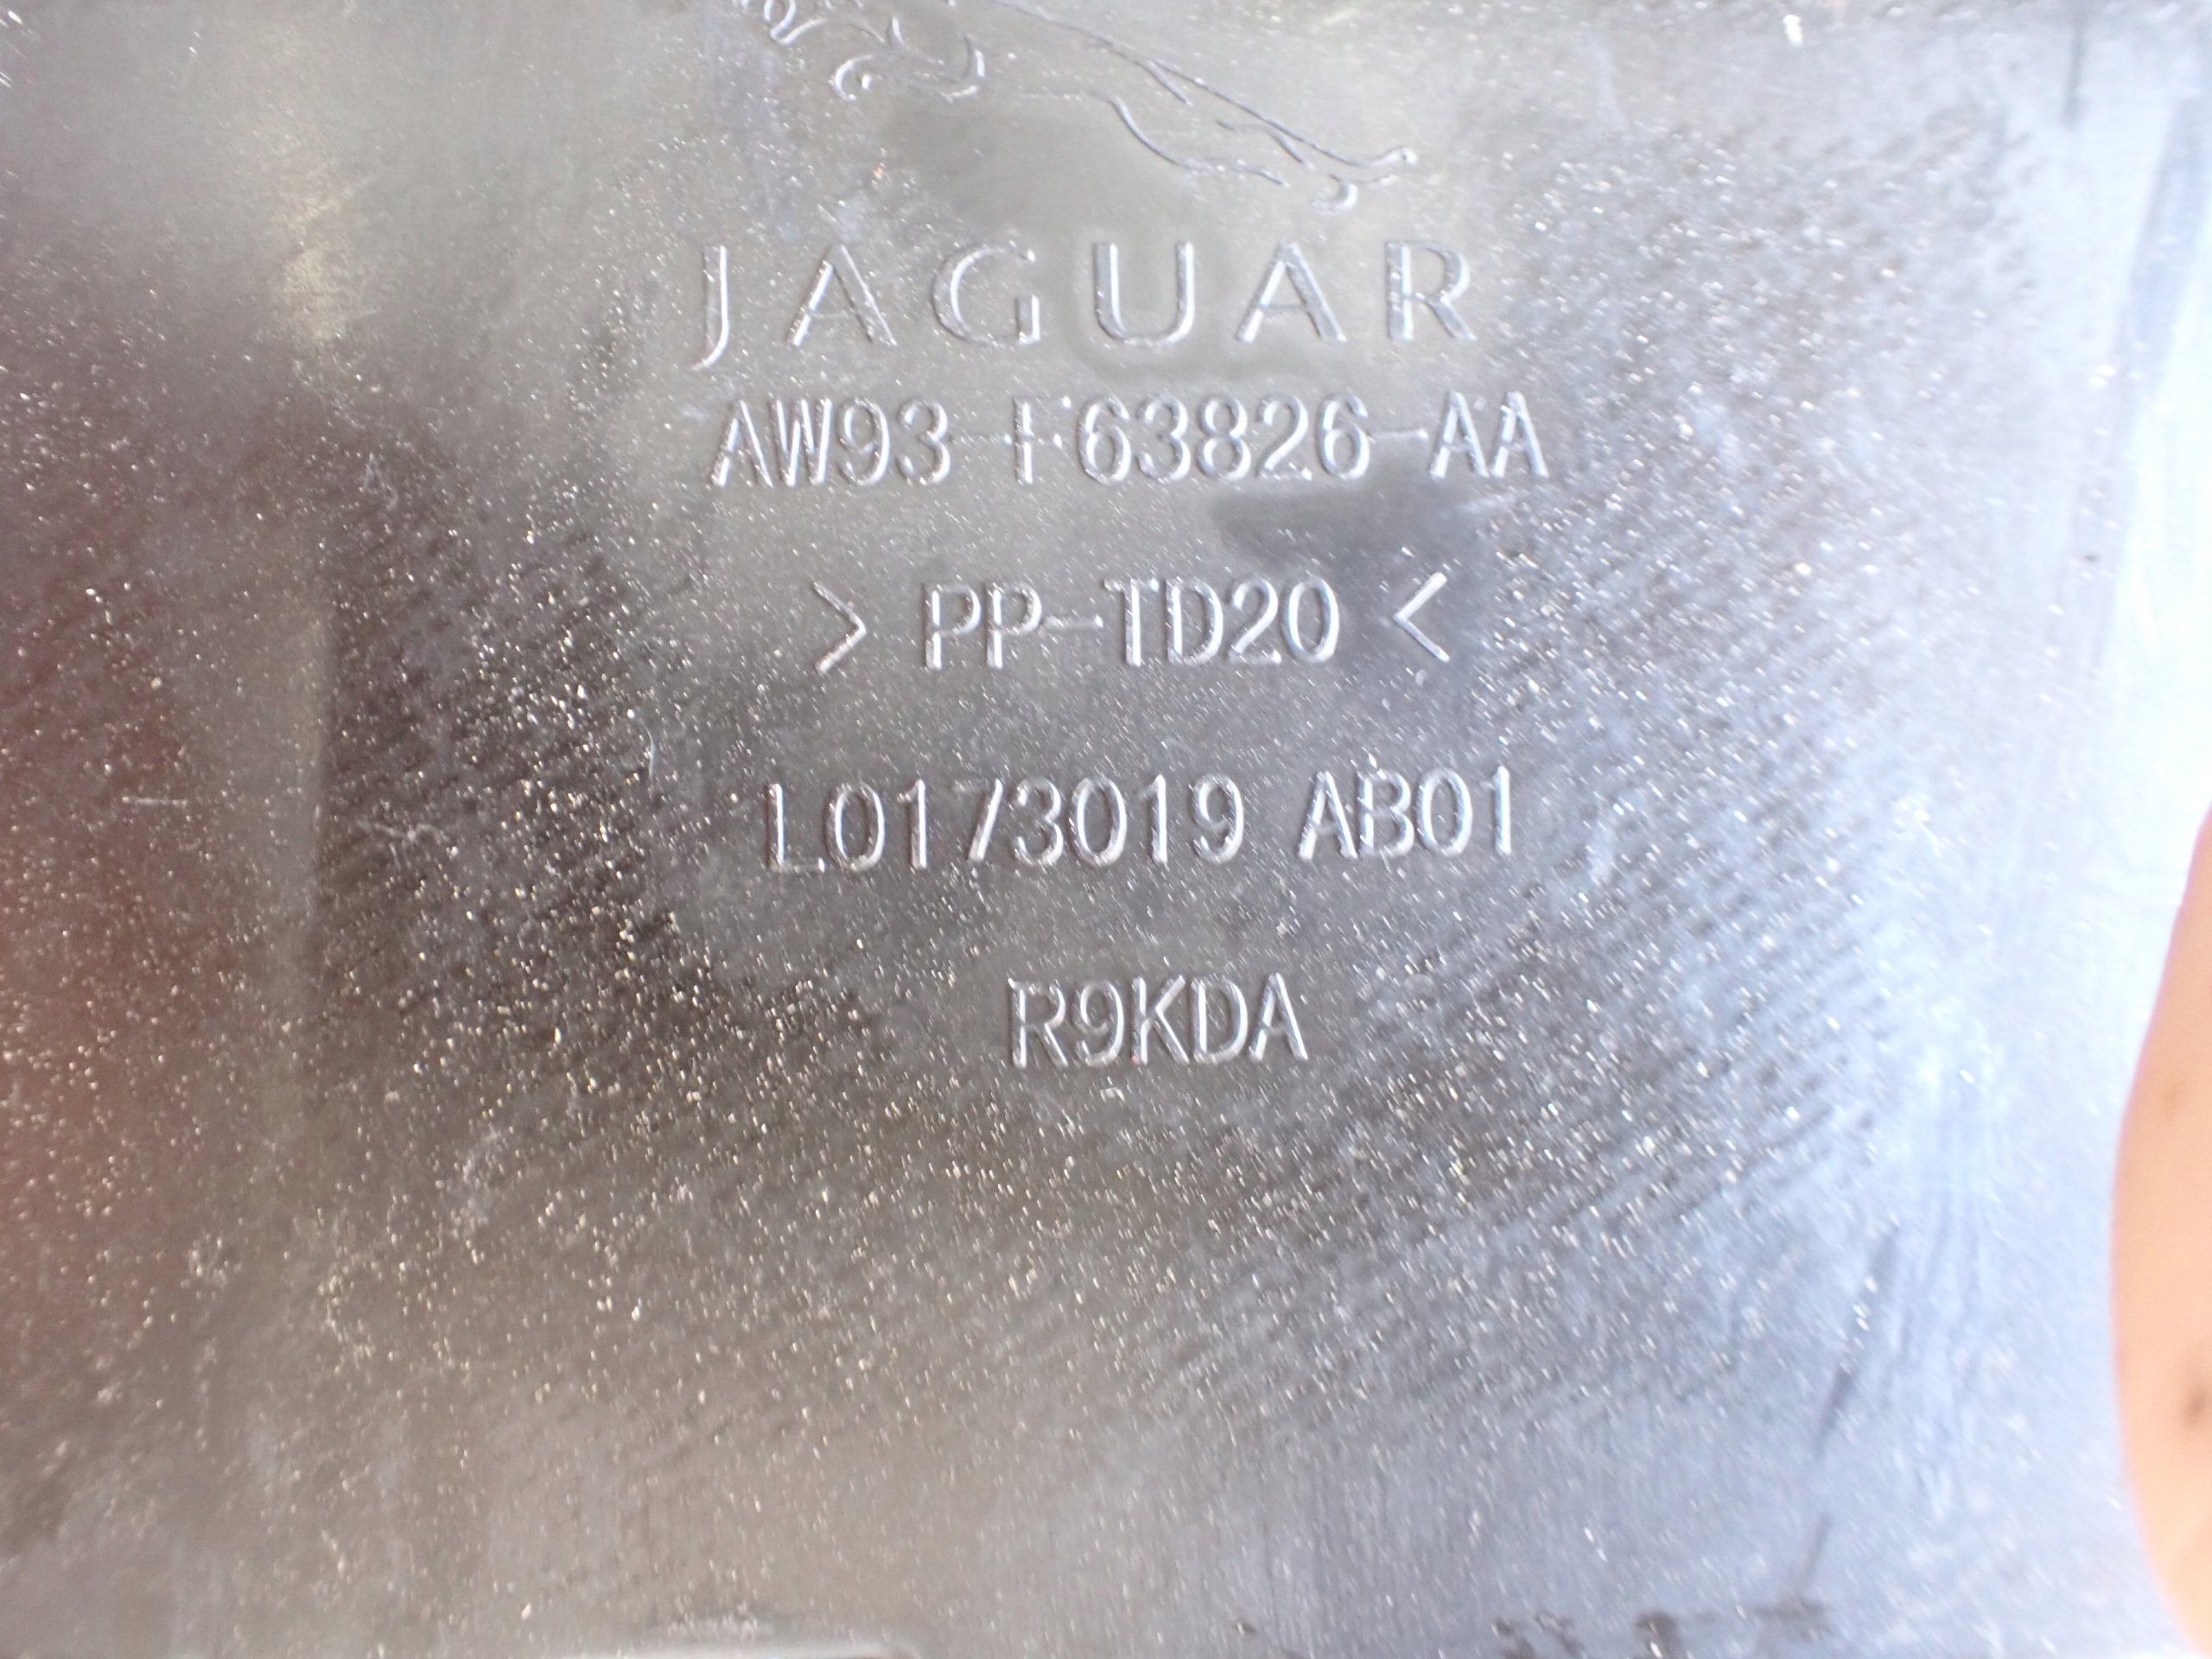 JAGUAR
AW93-F63826-AA
> PP-TD20 <
L0173019 AB01
R9KDA